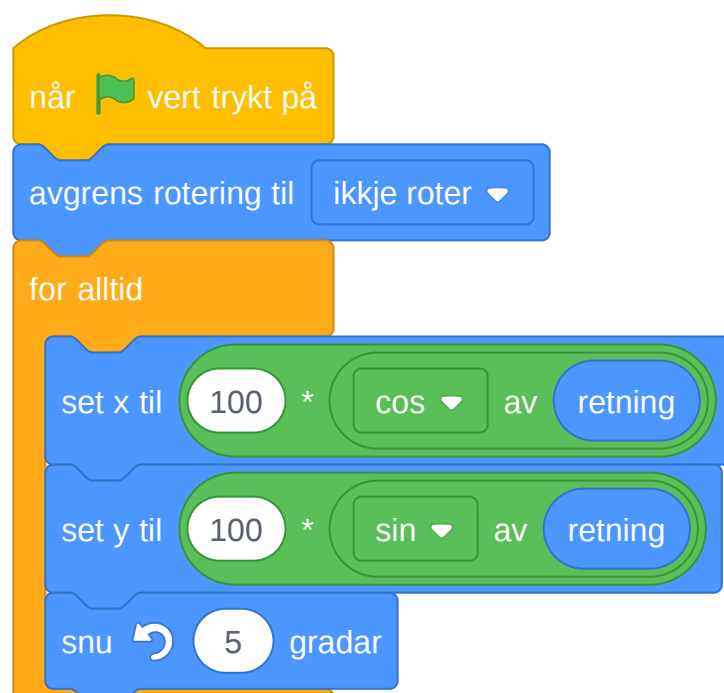 når vert trykt på
avgrens rotering til ikkje roter
for alltid
set x til 100 * cos av retning
set y til 100 * sin av retning
snu 5 gradar